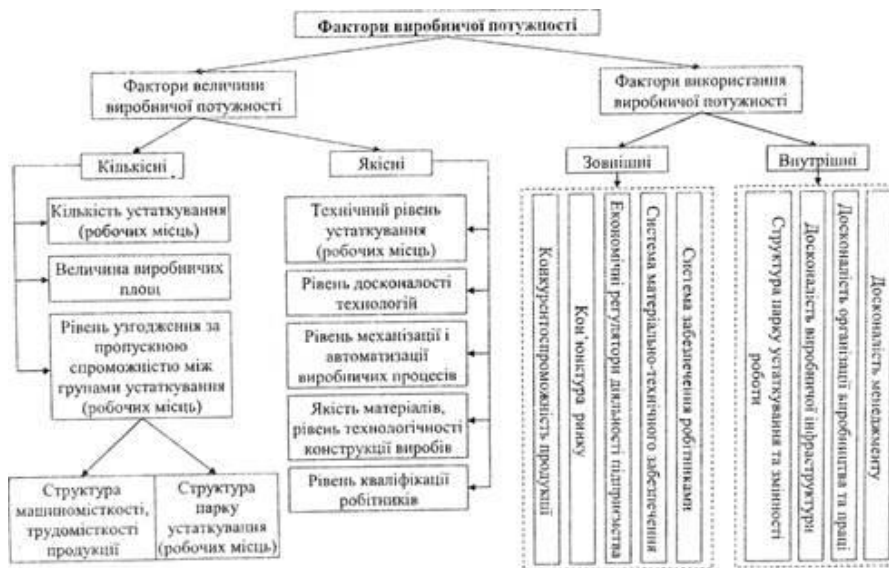 Фактори виробничої потужності
Фактори величини
виробничої потужності
Фактори використання
виробничої потужності
Кількісні
Якісні
Зовнішні
Внутрішні
Кількість устаткування
(робочих місць)
Величина виробничих
площ
Рівень узгодження за
пропускною
спроможністю між
групами устаткування
(робочих місць)
Структура
машиномісткості,
трудомісткості
продукції
Структура
парку
устаткування
(робочих місць)
Технічний рівень
устаткування
(робочих місць)
Рівень досконалості
технологій
Рівень механізації і
автоматизації
виробничих процесів
Якість матеріалів,
рівень технологічності
конструкції виробів
Рівень кваліфікації
робітників
Конкурентоспроможність продукції
Кон'юнктура ринку
Економічні регулятори діяльності підприємства
Система матеріально-технічного забезпечення
Система забезпечення робітниками
Структура парку устаткування та змінності
роботи
Досконалість виробничої інфраструктури
Досконалість організації виробництва та праці
Досконалість менеджменту